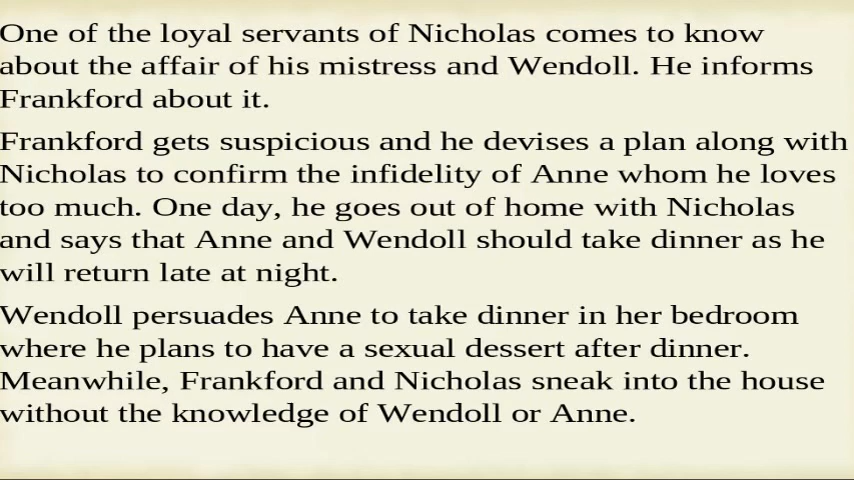 One of the loyal servants of Nicholas comes to know
about the affair of his mistress and Wendoll. He informs
Frankford about it.
Frankford gets suspicious and he devises a plan along with
Nicholas to confirm the infidelity of Anne whom he loves
too much. One day, he goes out of home with Nicholas
and says that Anne and Wendoll should take dinner as he
will return late at night.
Wendoll persuades Anne to take dinner in her bedroom
where he plans to have a sexual dessert after dinner.
Meanwhile, Frankford and Nicholas sneak into the house
without the knowledge of Wendoll or Anne.